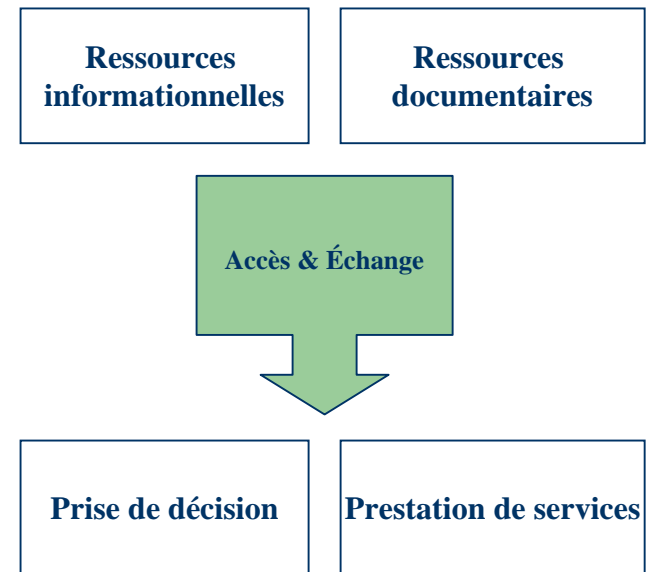 Ressources
informationnelles
Ressources
documentaires
Accès & Échange
Prise de décision
Prestation de services